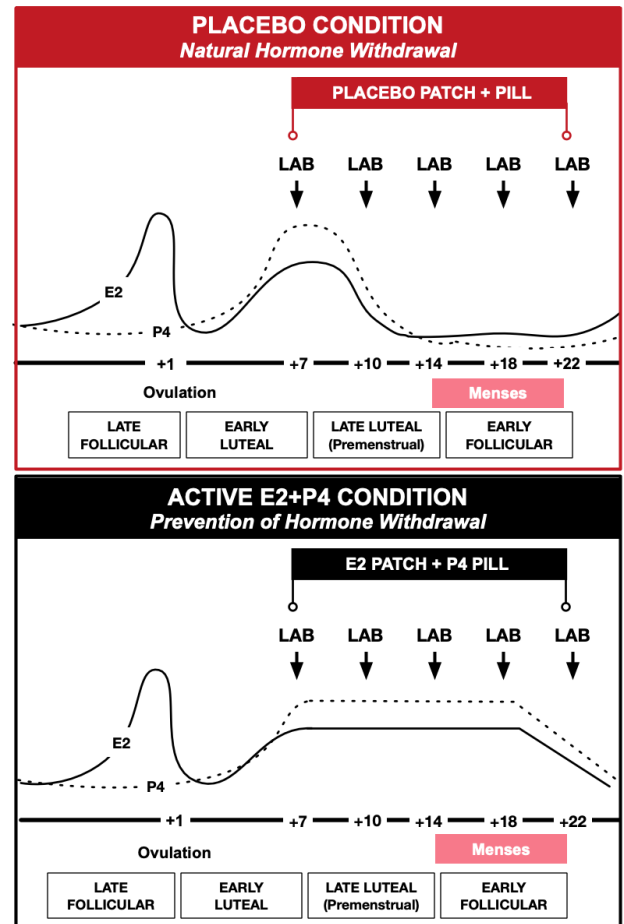 PLACEBO CONDITION
Natural Hormone Withdrawal
PLACEBO PATCH + PILL
LAB LAB LAB LAB LAB
E2
P4
+1 +7 +10 +14 +18 +22
Ovulation Menses
LATE FOLLICULAR
EARLY LUTEAL
LATE LUTEAL (Premenstrual)
EARLY FOLLICULAR
ACTIVE E2+P4 CONDITION
Prevention of Hormone Withdrawal
E2 PATCH + P4 PILL
LAB LAB LAB LAB LAB
E2
P4
+1 +7 +10 +14 +18 +22
Ovulation Menses
LATE FOLLICULAR
EARLY LUTEAL
LATE LUTEAL (Premenstrual)
EARLY FOLLICULAR